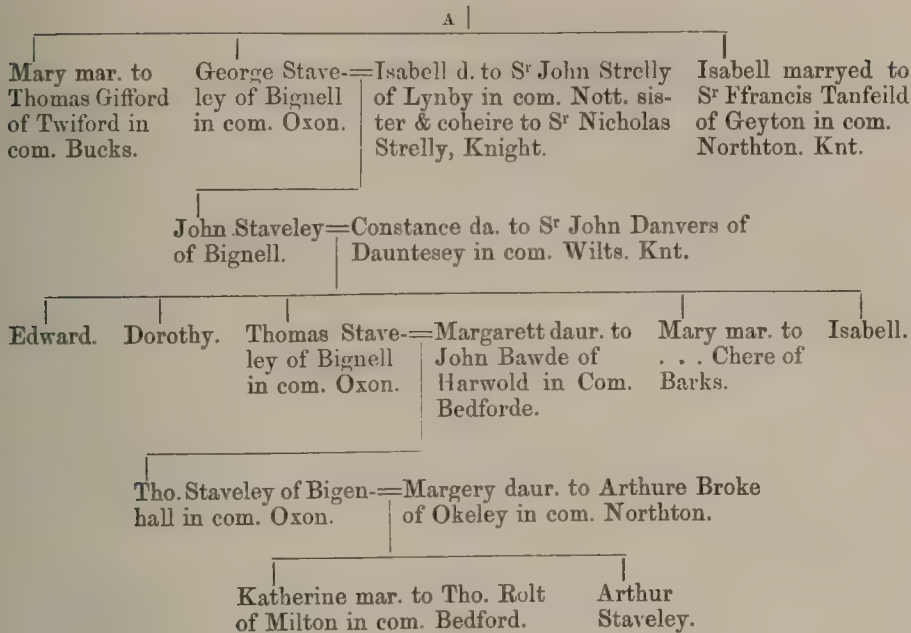 A
Mary mar. to
Thomas Gifford
of Twiford in
com. Bucks.
George Stave-=Isabell d. to Sʳ John Strelly
ley of Bignell of Lynby in com. Nott. sis-
in com. Oxon. ter & coheire to Sʳ Nicholas
Strelly, Knight.
Isabell marryed to
Sʳ Ffrancis Tanfeild
of Geyton in com.
Northton. Knt.
John Staveley=Constance da. to Sʳ John Danvers of
of Bignell. Dauntesey in com. Wilts. Knt.
Edward.
Dorothy.
Thomas Stave-=Margarett daur. to
ley of Bignell John Bawde of
in com. Oxon. Harwold in Com.
Bedforde.
Mary mar. to
. . . Chere of
Barks.
Isabell.
Tho. Staveley of Bigen-=Margery daur. to Arthure Broke
hall in com. Oxon. of Okeley in com. Northton.
Katherine mar. to Tho. Rolt
of Milton in com. Bedford.
Arthur
Staveley.